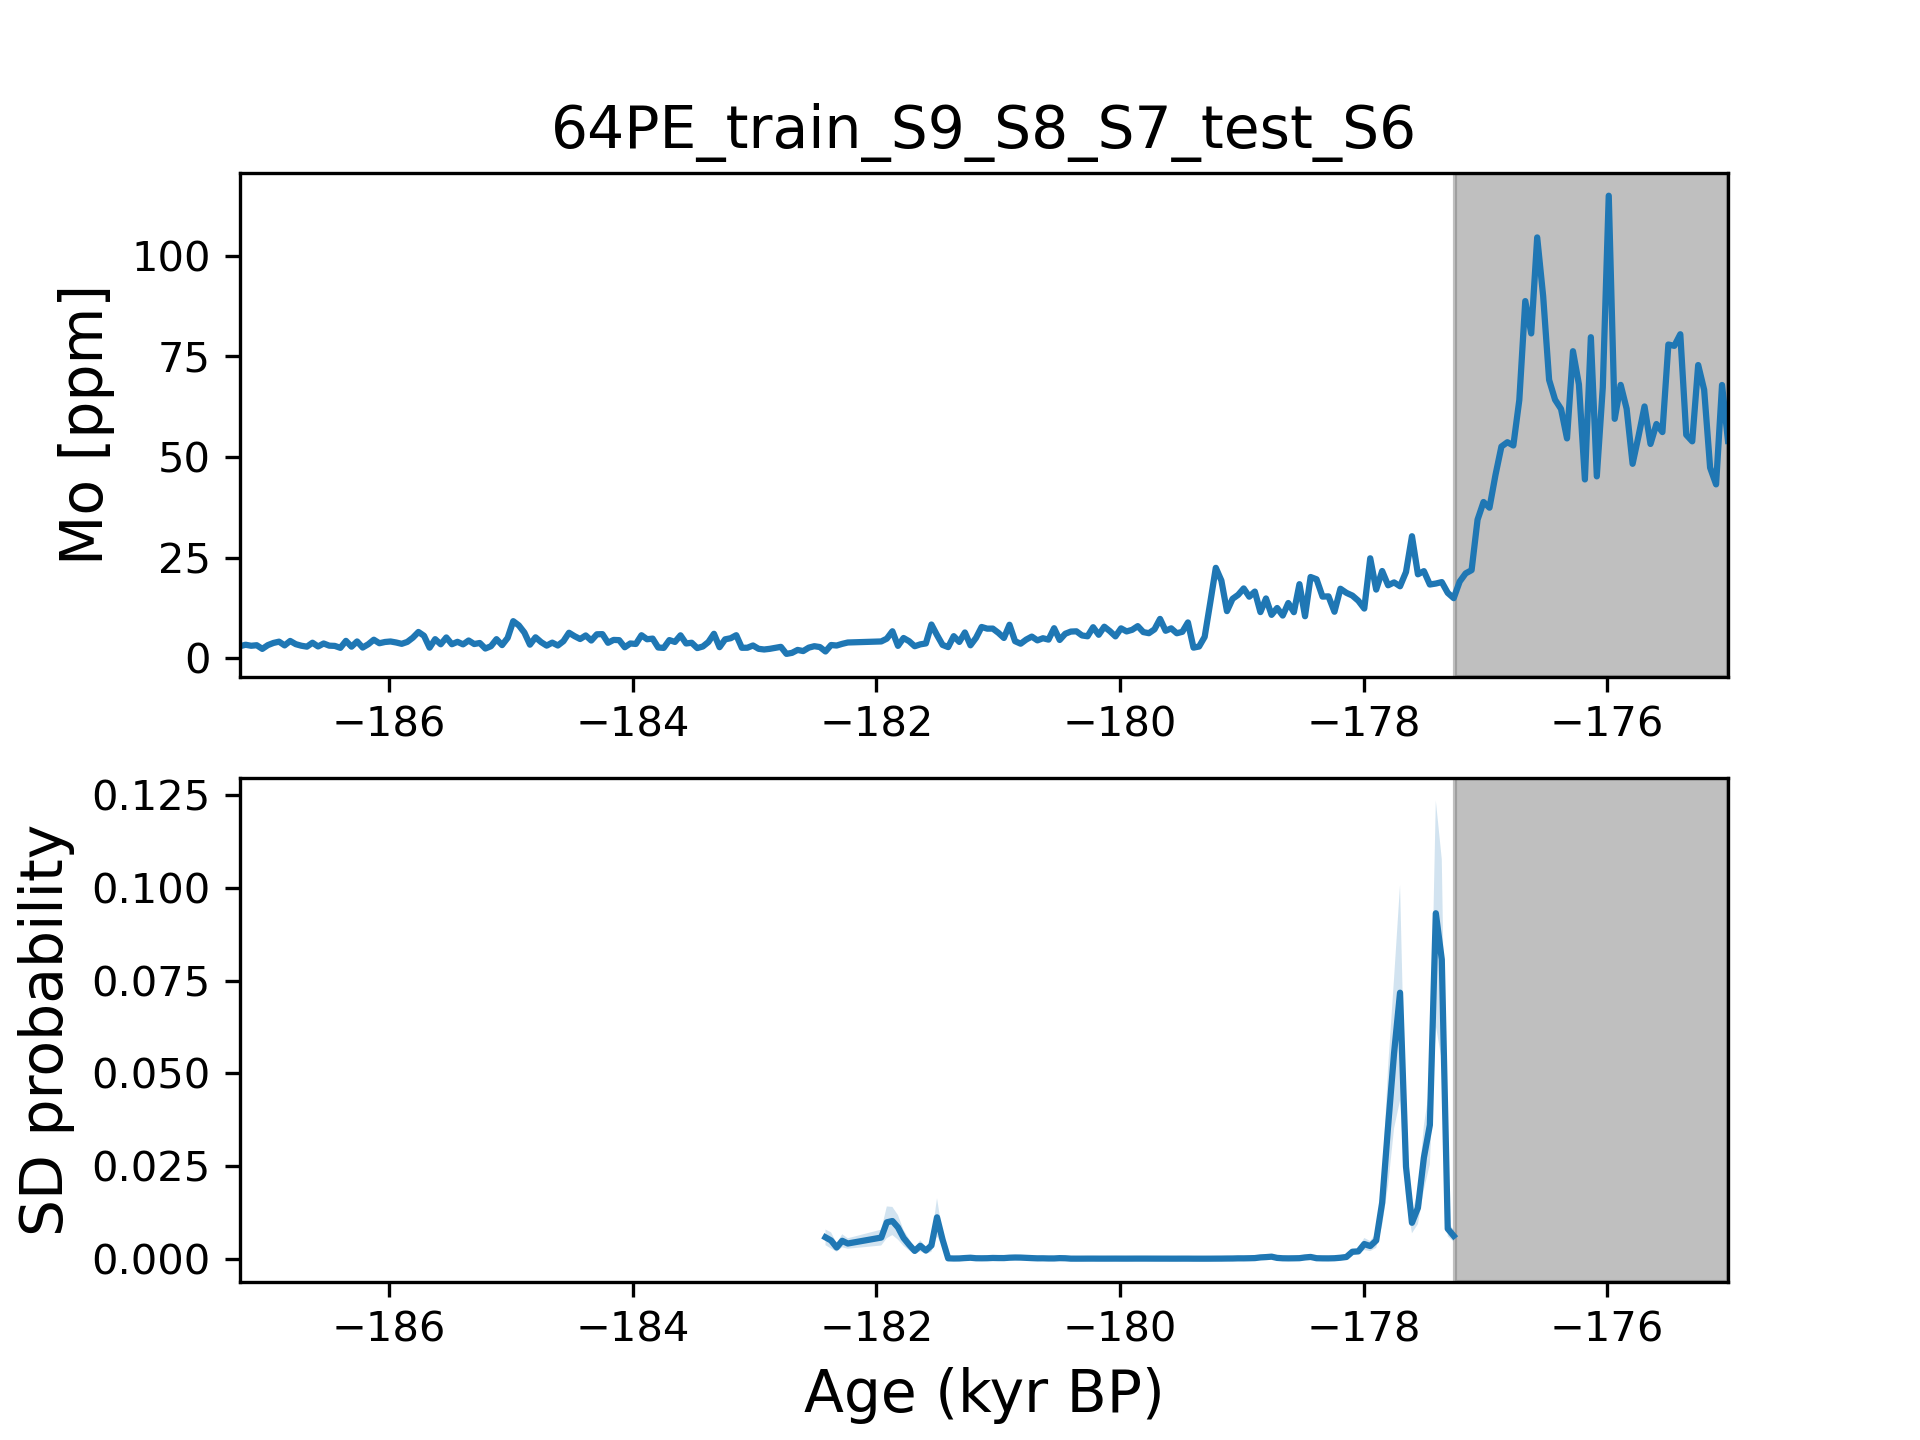 64PE_train_S9_S8_S7_test_S6
Mo [ppm]
100
75
50
25
0
−186 −184 −182 −180 −178 −176
SD probability
0.125
0.100
0.075
0.050
0.025
0.000
−186 −184 −182 −180 −178 −176
Age (kyr BP)